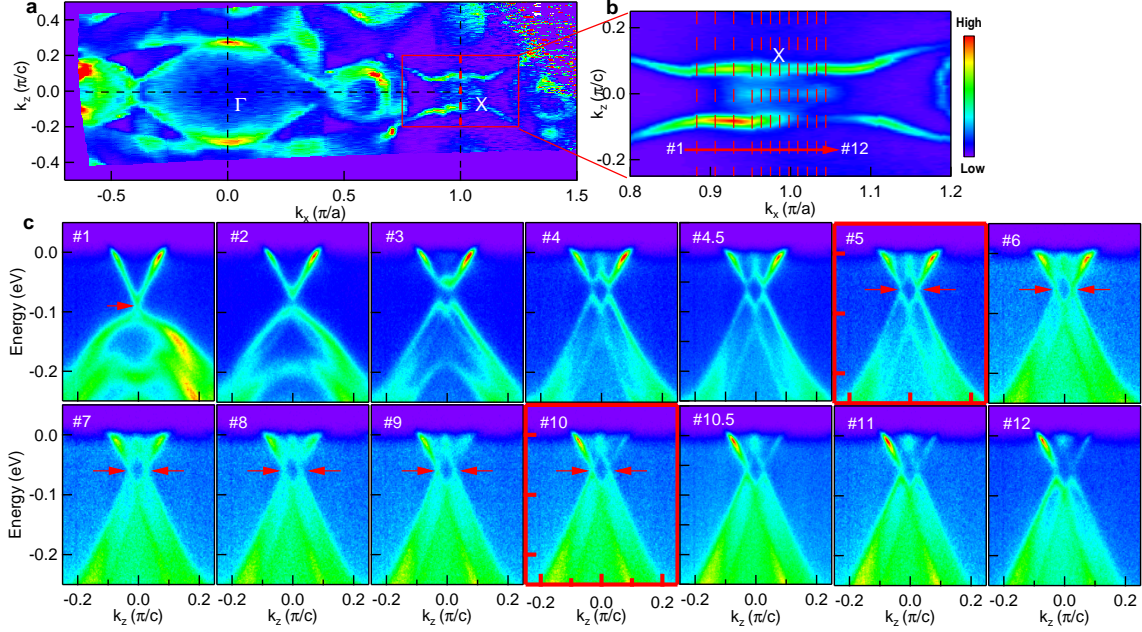 a
k_z (π/c)
0.4
0.2
0.0
-0.2
-0.4
Γ
X
-0.5
0.0
0.5
1.0
1.5
k_x (π/a)
b
k_z (π/c)
0.2
0.0
-0.2
X
#1
#12
0.8
0.9
1.0
1.1
1.2
k_x (π/a)
High
Low
c
Energy (eV)
0.0
-0.1
-0.2
#1
#2
#3
#4
#4.5
#5
#6
Energy (eV)
0.0
-0.1
-0.2
#7
#8
#9
#10
#10.5
#11
#12
-0.2 0.0 0.2
-0.2 0.0 0.2
-0.2 0.0 0.2
-0.2 0.0 0.2
-0.2 0.0 0.2
-0.2 0.0 0.2
-0.2 0.0 0.2
k_z (π/c)
k_z (π/c)
k_z (π/c)
k_z (π/c)
k_z (π/c)
k_z (π/c)
k_z (π/c)